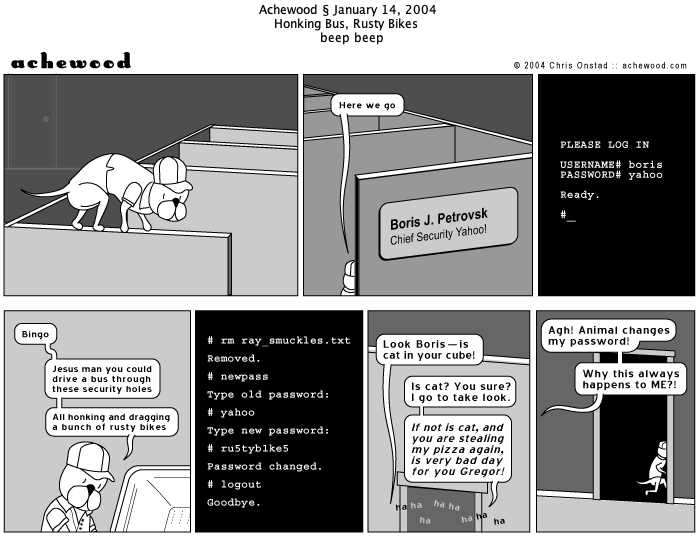 Achewood § January 14, 2004
Honking Bus, Rusty Bikes
beep beep
achewood
© 2004 Chris Onstad :: achewood.com
Here we go
Boris J. Petrovsk
Chief Security Yahoo!
PLEASE LOG IN
USERNAME# boris
PASSWORD# yahoo
Ready.
#_
Bingo
Jesus man you could
drive a bus through
these security holes
All honking and dragging
a bunch of rusty bikes
# rm ray_smuckles.txt
Removed.
# newpass
Type old password:
# yahoo
Type new password:
# ru5tyb1ke5
Password changed.
# logout
Goodbye.
Look Boris — is
cat in your cube!
Is cat? You sure?
I go to take look.
If not is cat, and
you are stealing
my pizza again,
is very bad day
for you Gregor!
ha ha ha ha ha ha ha
Agh! Animal changes
my password!
Why this always
happens to ME?!